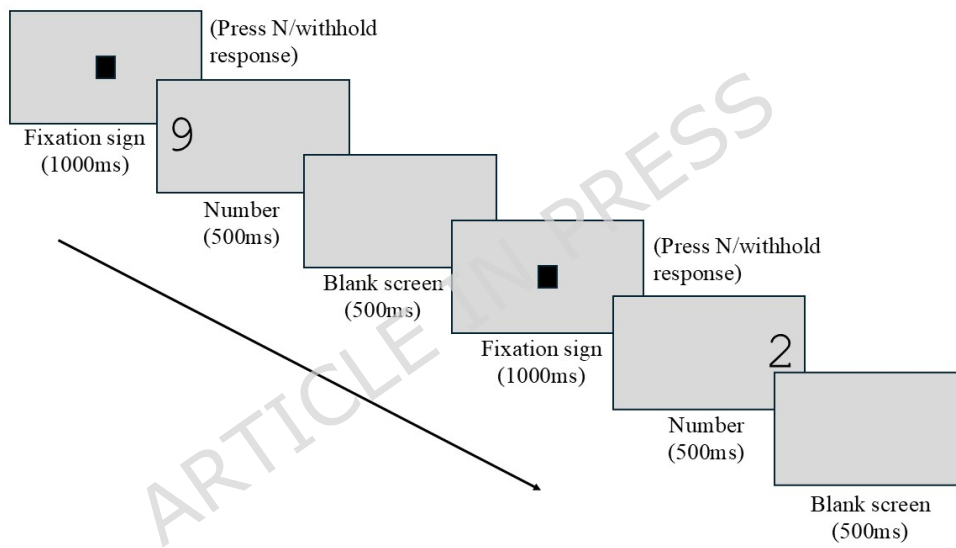 (Press N/withhold
response)
Fixation sign
(1000ms)
9
Number
(500ms)
Blank screen
(500ms)
(Press N/withhold
response)
Fixation sign
(1000ms)
2
Number
(500ms)
Blank screen
(500ms)
ARTICLE IN PRESS